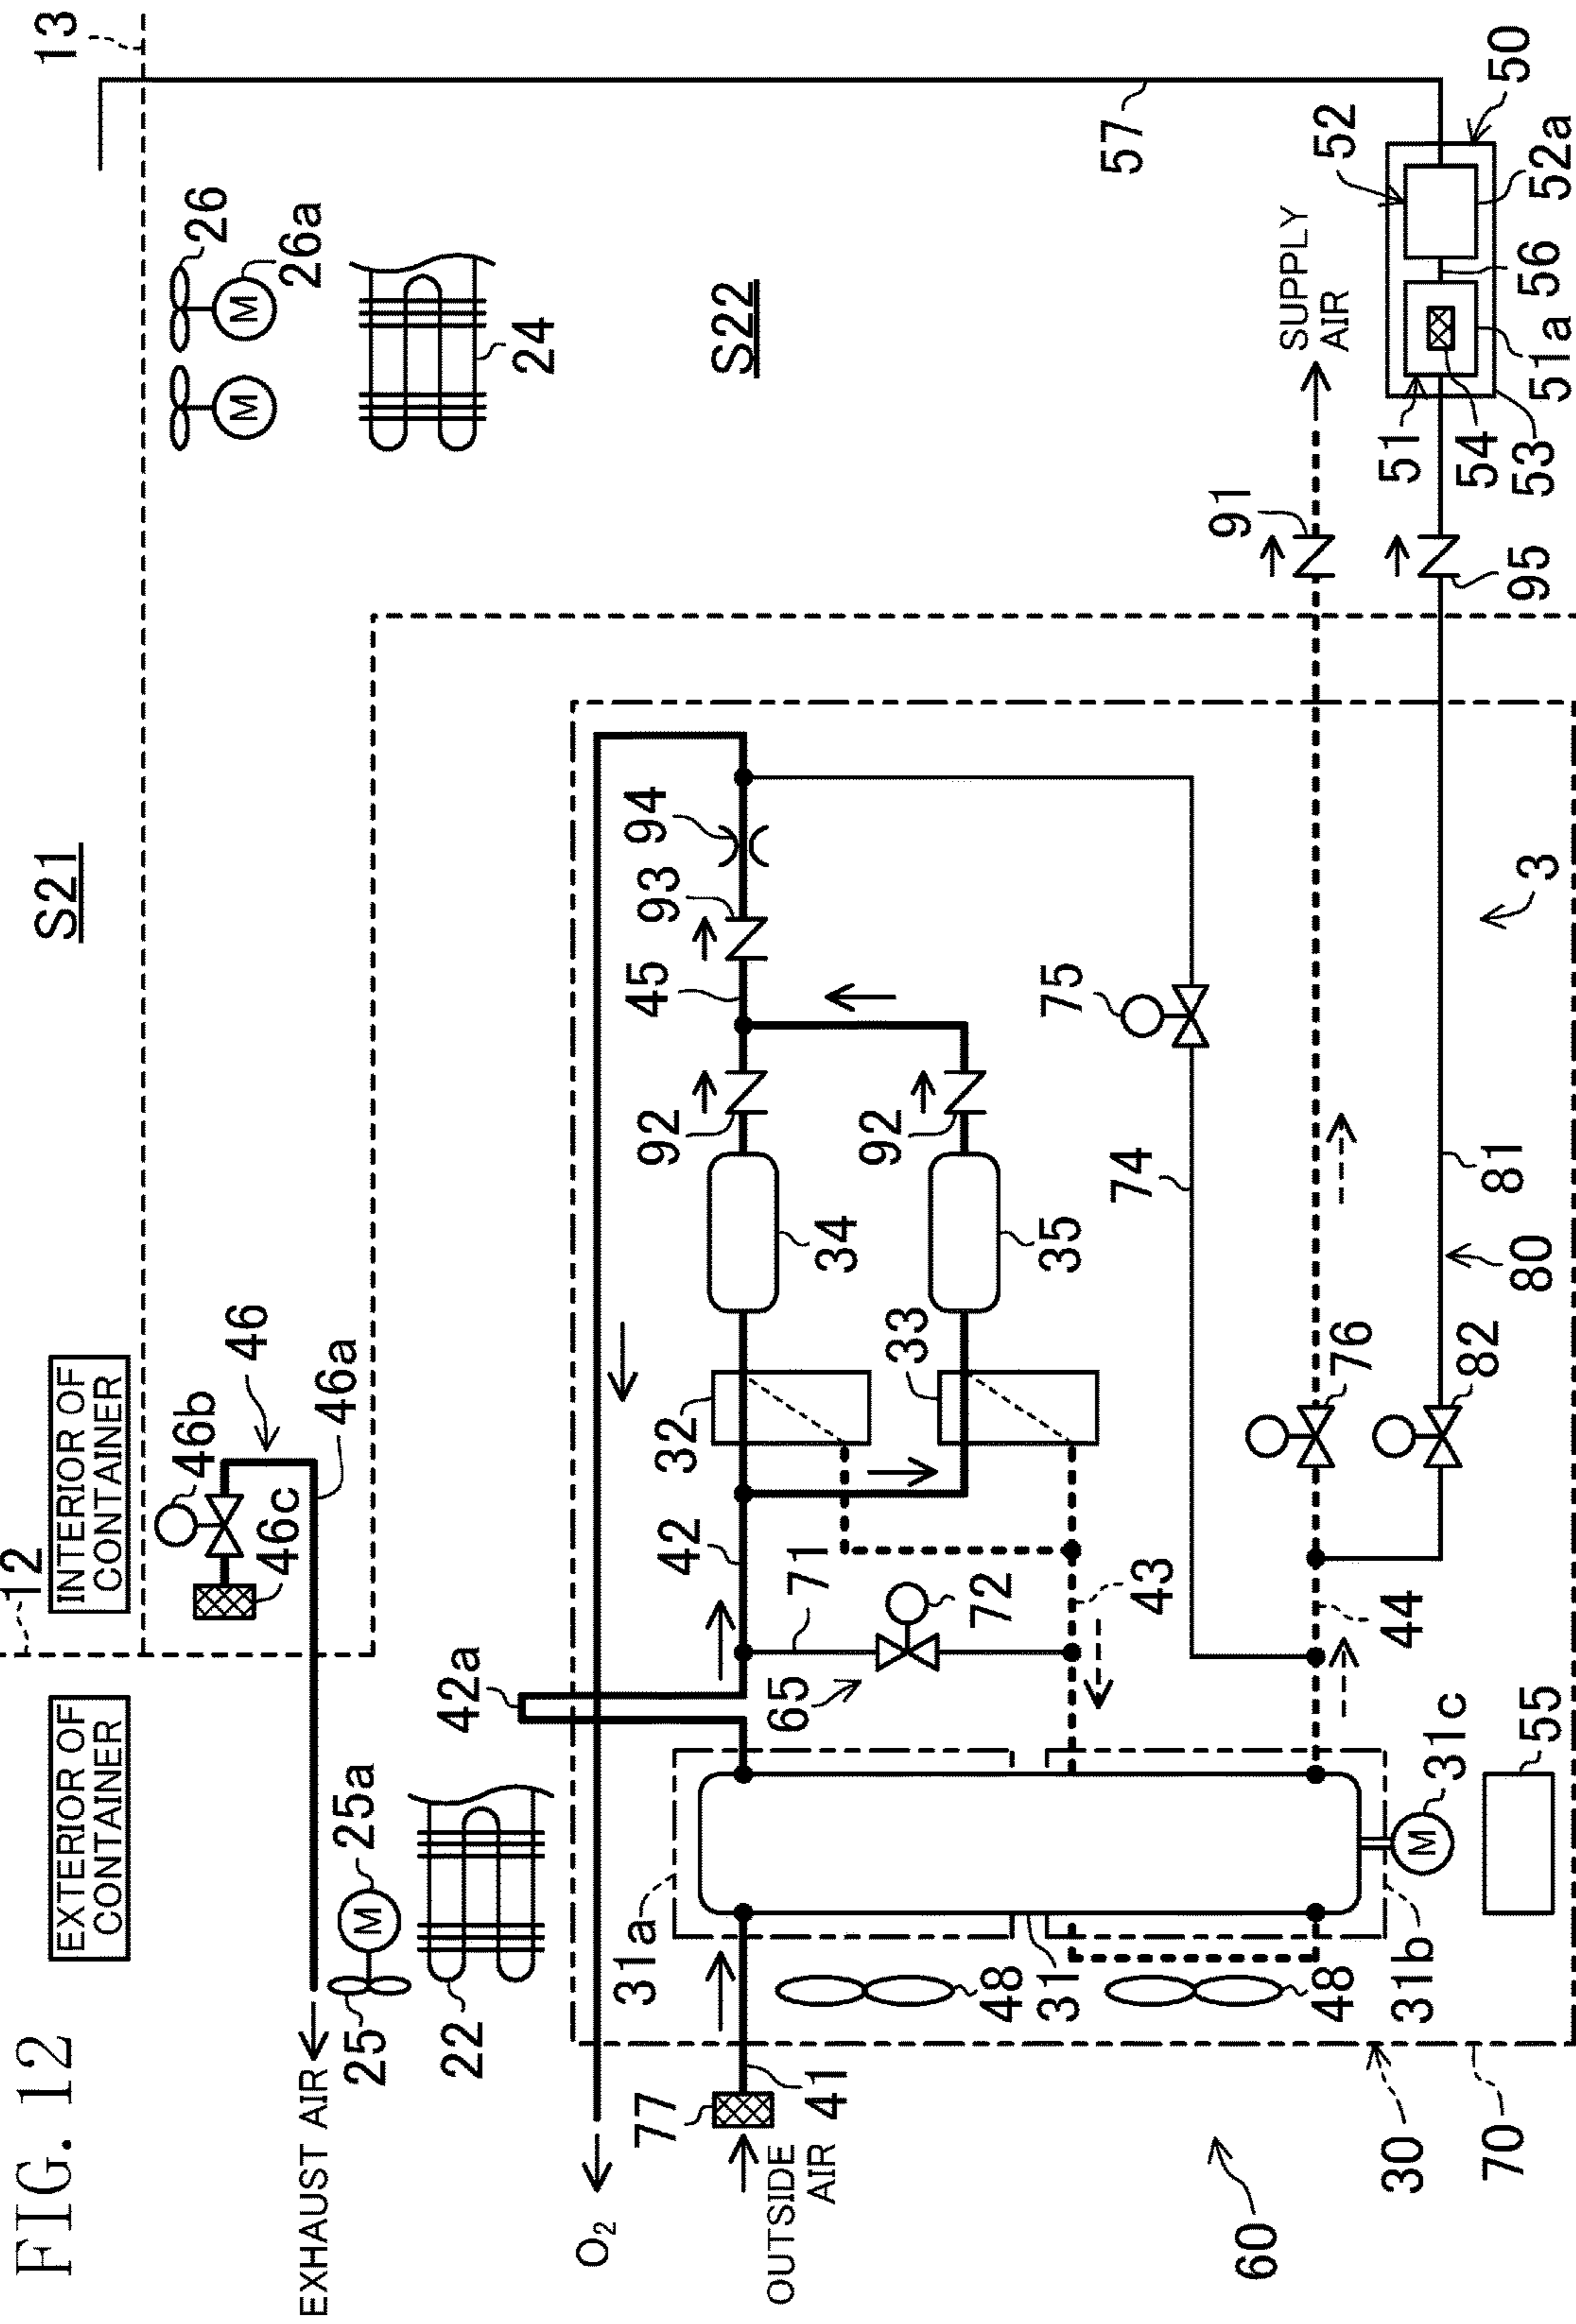 FIG. 12
S21
13
12
EXTERIOR OF
CONTAINER
INTERIOR OF
CONTAINER
46b
46
46c
46a
26
M
M
26a
24
S22
EXHAUST AIR
25
M
25a
22
42a
O2
77
OUTSIDE
AIR
41
31a
42
32
34
92
45
93
94
65
71
72
33
35
92
48
31
48
43
74
75
57
SUPPLY
AIR
91
31b
M
31c
44
76
82
80
81
3
95
51
54
53
51a
56
52
52a
50
55
60
30
70